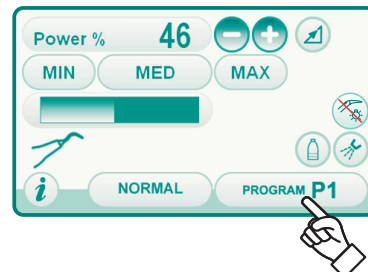 Power % 46 − +
MIN MED MAX
i NORMAL PROGRAM P1